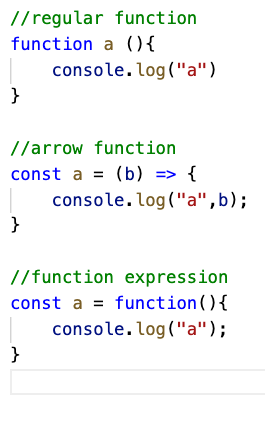 //regular function
function a (){
    console.log("a")
}
//arrow function
const a = (b) => {
    console.log("a",b);
}
//function expression
const a = function(){
    console.log("a");
}